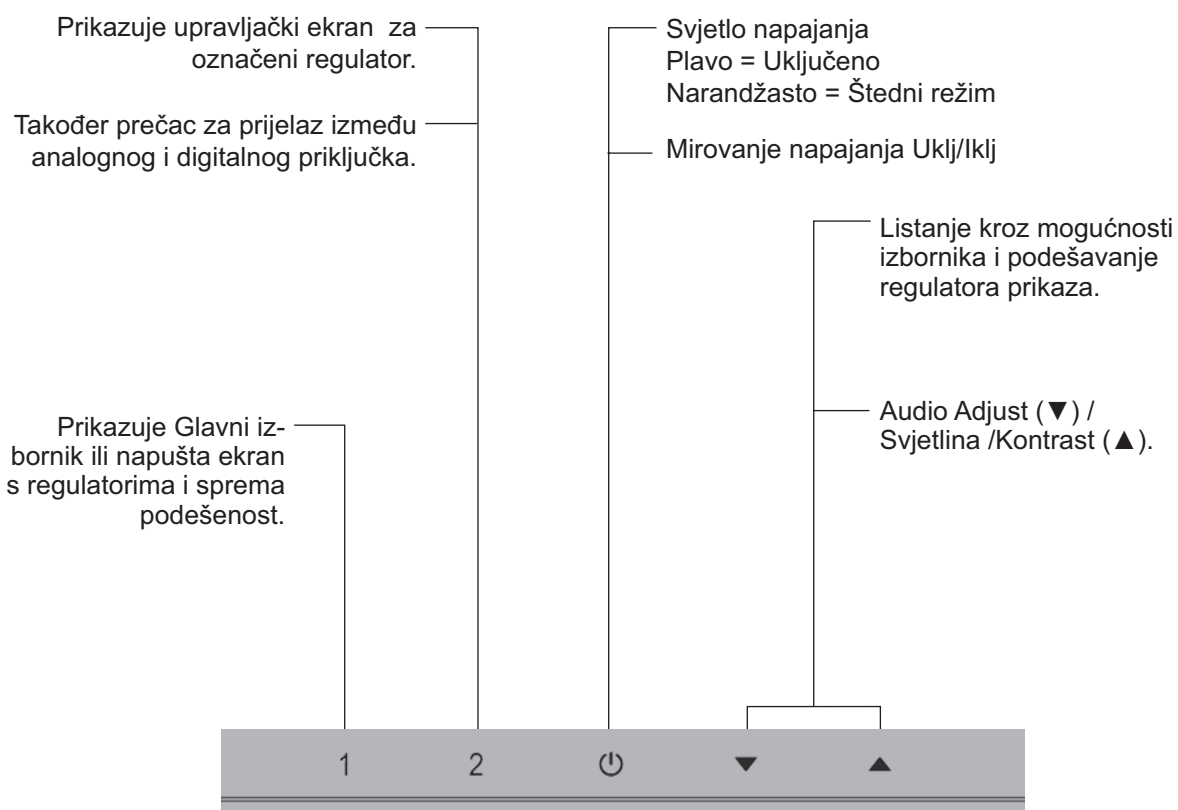 Prikazuje upravljački ekran  za
označeni regulator.
Također prečac za prijelaz između
analognog i digitalnog priključka.
Svjetlo napajanja
Plavo = Uključeno
Narandžasto = Štedni režim
Mirovanje napajanja Uklj/Iklj
Listanje kroz mogućnosti
izbornika i podešavanje
regulatora prikaza.
Prikazuje Glavni iz-
bornik ili napušta ekran
s regulatorima i sprema
podešenost.
Audio Adjust (▼) /
Svjetlina /Kontrast (▲).
1 2 ⏻ ▼ ▲